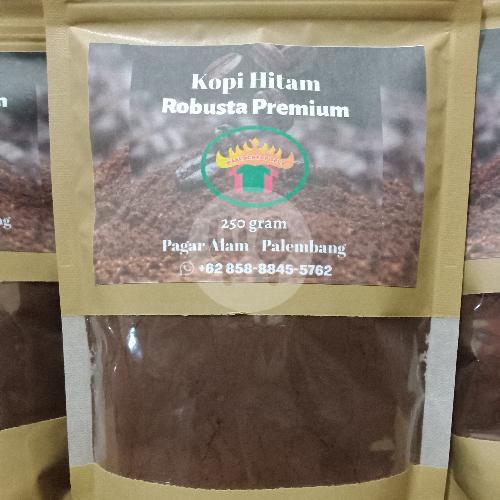 Kopi Hitam
Robusta Premium
250 gram
Pagar Alam Palembang
+62 858-8845-5762